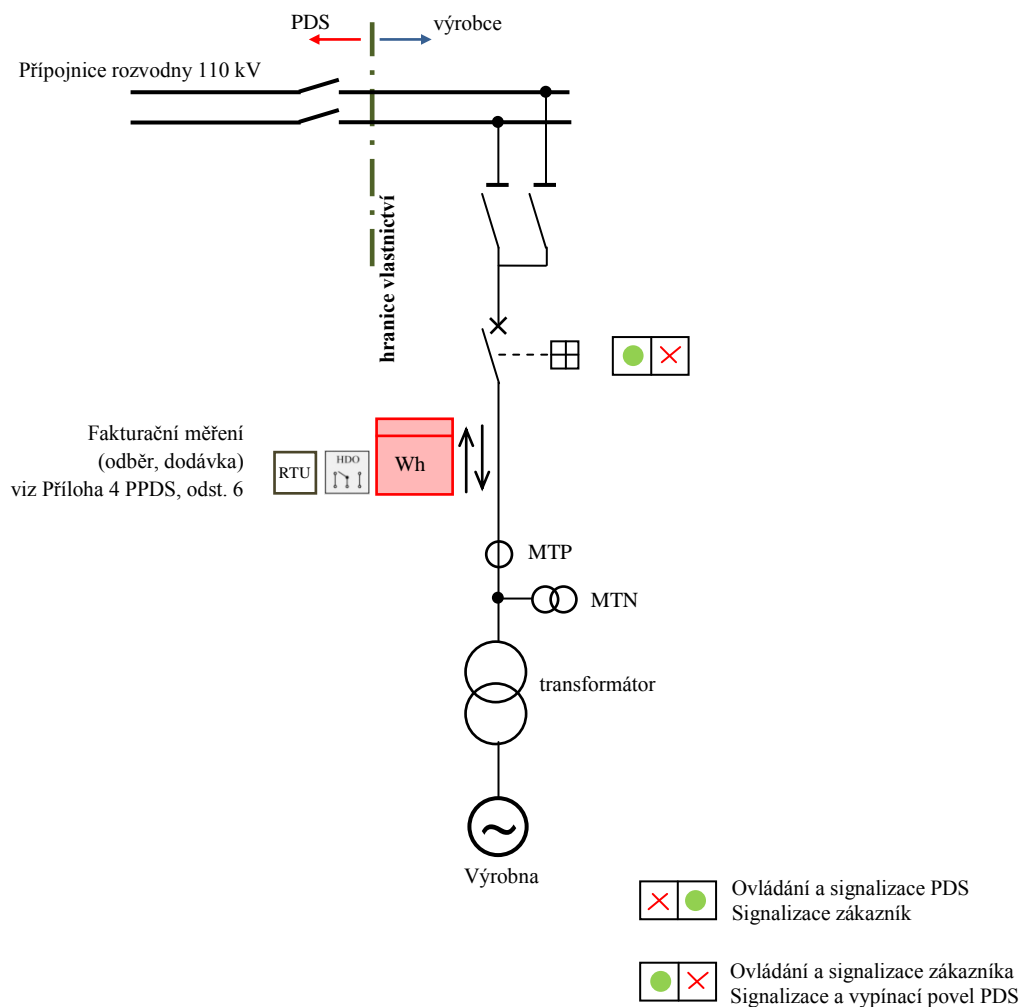 PDS
výrobce
Přípojnice rozvodny 110 kV
hranice vlastnictví
Fakturační měření
(odběr, dodávka)
viz Příloha 4 PPDS, odst. 6
RTU
HDO
Wh
MTP
MTN
transformátor
Výrobna
Ovládání a signalizace PDS
Signalizace zákazník
Ovládání a signalizace zákazníka
Signalizace a vypínací povel PDS